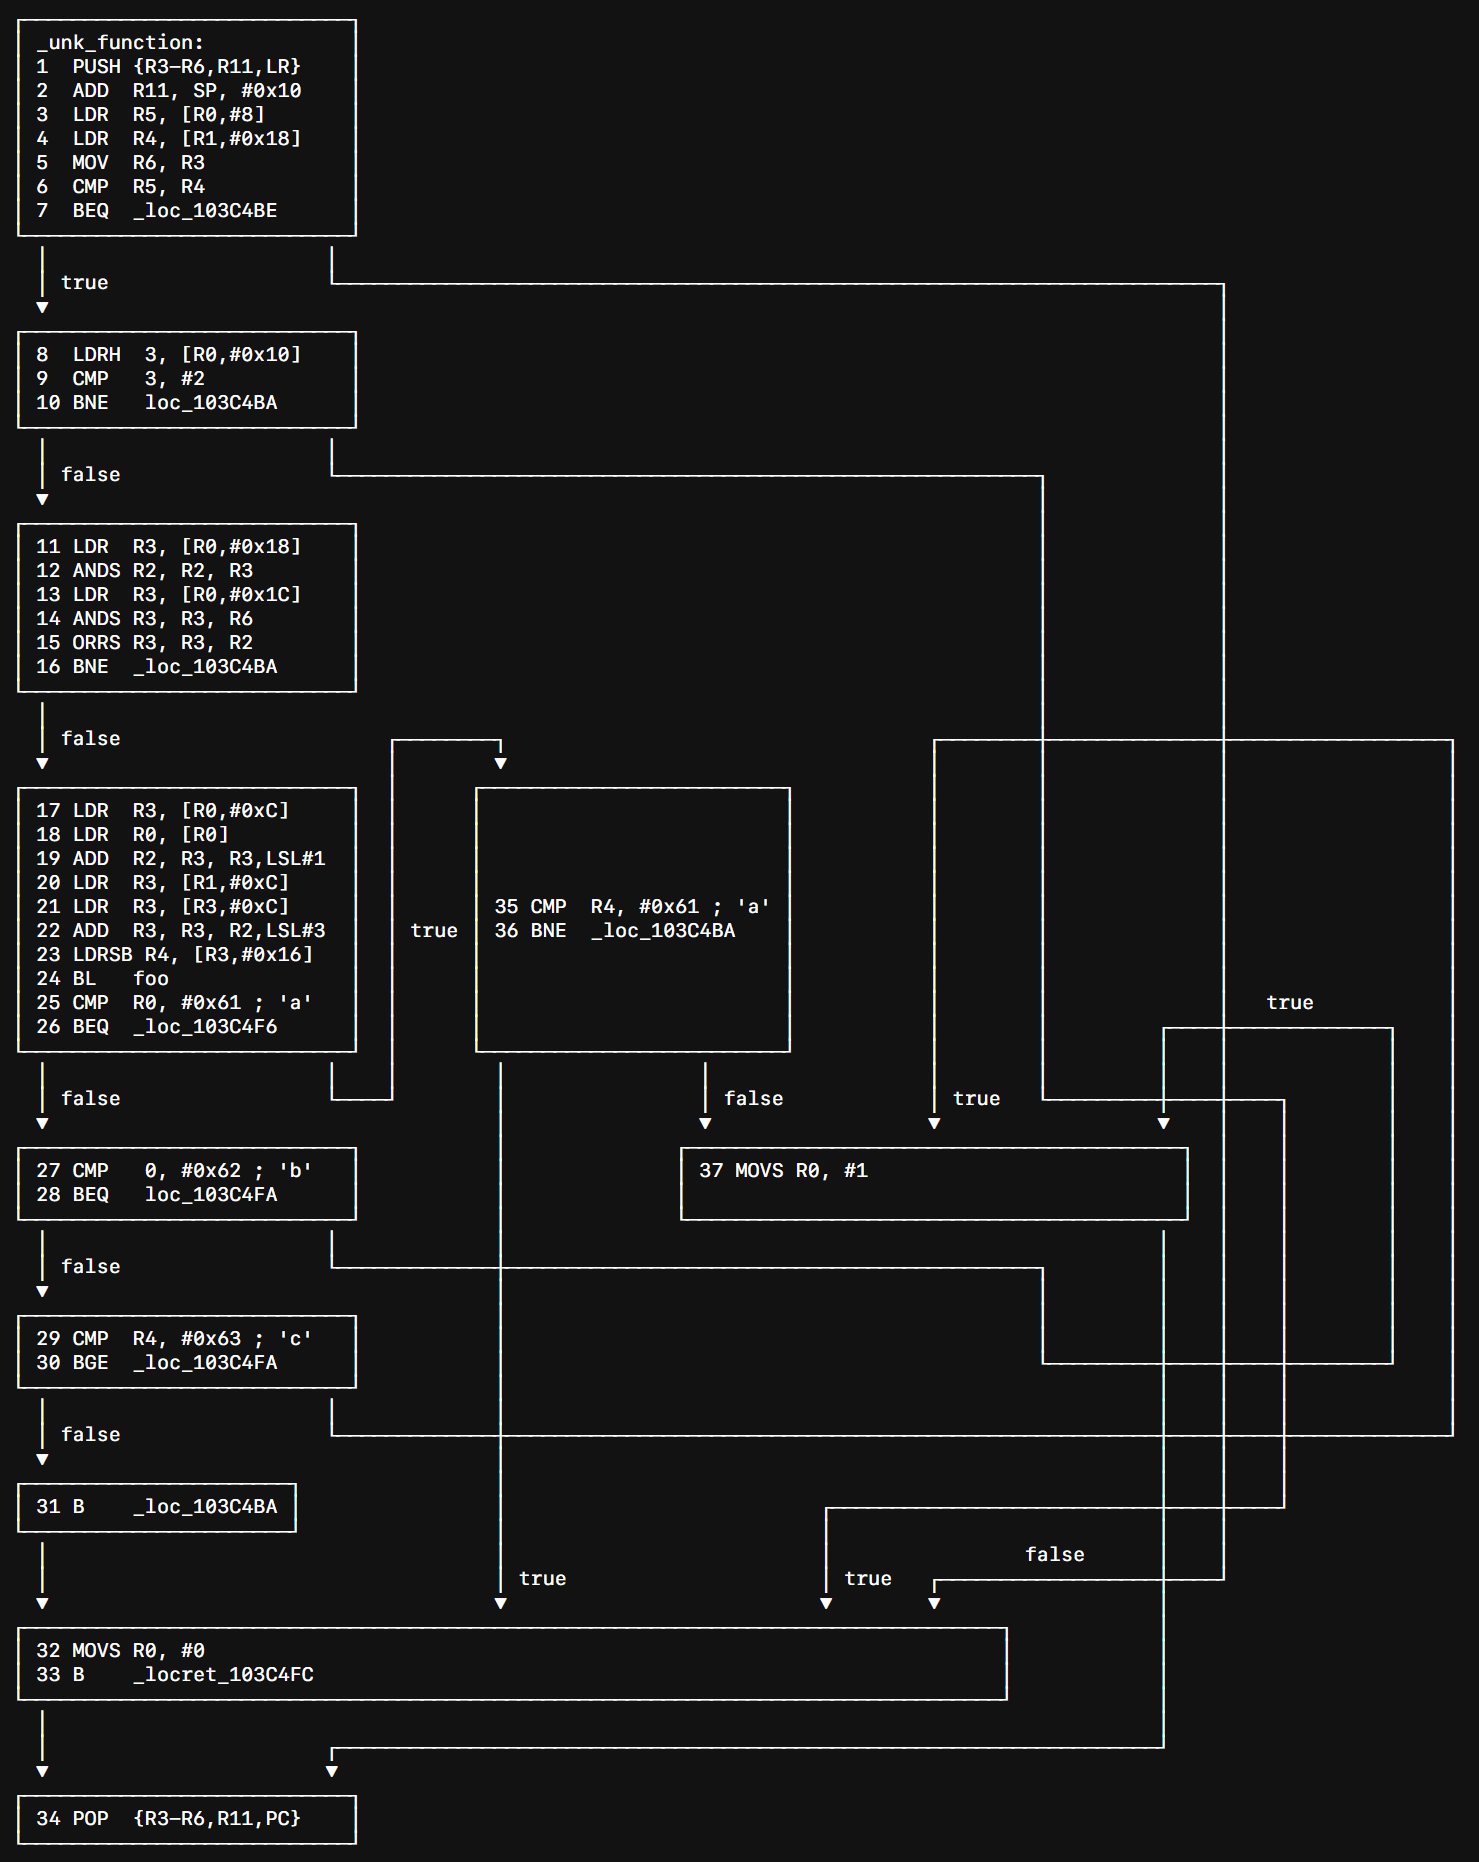 _unk_function:
1  PUSH {R3–R6,R11,LR}
2  ADD  R11, SP, #0x10
3  LDR  R5, [R0,#8]
4  LDR  R4, [R1,#0x18]
5  MOV  R6, R3
6  CMP  R5, R4
7  BEQ  _loc_103C4BE
true
8  LDRH  3, [R0,#0x10]
9  CMP   3, #2
10 BNE   loc_103C4BA
false
11 LDR  R3, [R0,#0x18]
12 ANDS R2, R2, R3
13 LDR  R3, [R0,#0x1C]
14 ANDS R3, R3, R6
15 ORRS R3, R3, R2
16 BNE  _loc_103C4BA
false
17 LDR  R3, [R0,#0xC]
18 LDR  R0, [R0]
19 ADD  R2, R3, R3,LSL#1
20 LDR  R3, [R1,#0xC]
21 LDR  R3, [R3,#0xC]
22 ADD  R3, R3, R2,LSL#3
23 LDRSB R4, [R3,#0x16]
24 BL   foo
25 CMP  R0, #0x61 ; 'a'
26 BEQ  _loc_103C4F6
true
35 CMP  R4, #0x61 ; 'a'
36 BNE  _loc_103C4BA
true
false
false
true
27 CMP   0, #0x62 ; 'b'
28 BEQ   loc_103C4FA
37 MOVS R0, #1
false
29 CMP  R4, #0x63 ; 'c'
30 BGE  _loc_103C4FA
false
31 B    _loc_103C4BA
false
true
true
32 MOVS R0, #0
33 B    _locret_103C4FC
34 POP  {R3–R6,R11,PC}